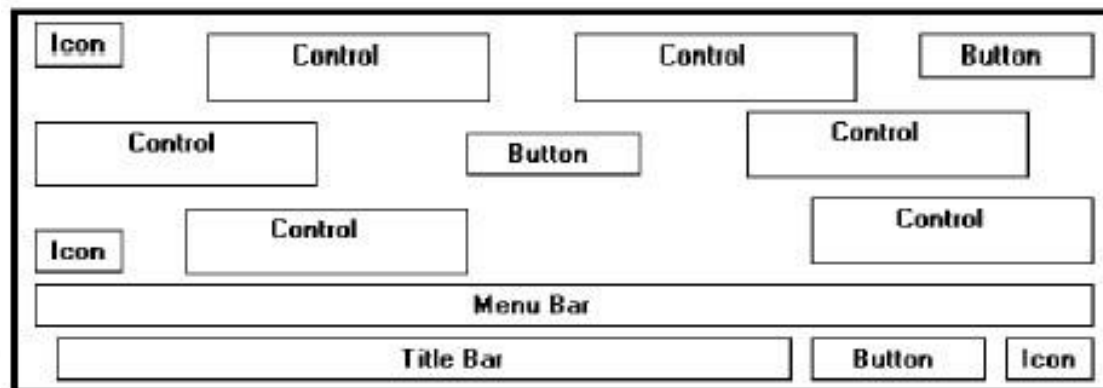 Icon Control Control Button
Control Button Control
Icon Control Control
Menu Bar
Title Bar Button Icon